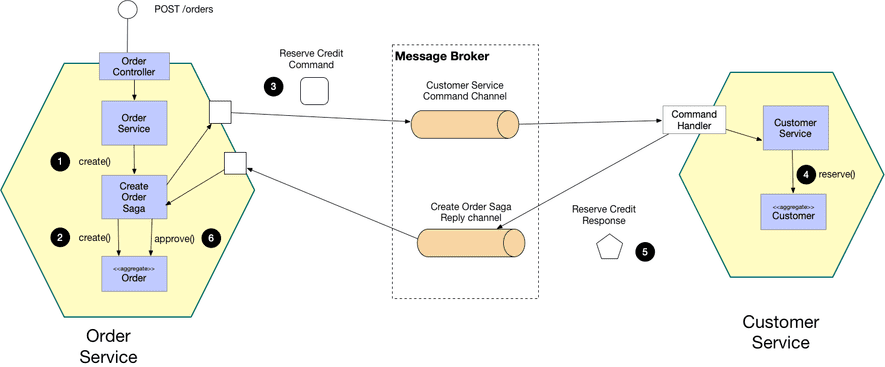 POST /orders
Order
Controller
Order
Service
1
create()
Create
Order
Saga
2
create()
approve()
6
<<aggregate>>
Order
Order
Service
Reserve Credit
Command
3
Message Broker
Customer Service
Command Channel
Create Order Saga
Reply channel
Reserve Credit
Response
5
Command
Handler
Customer
Service
4
reserve()
<<aggregate>>
Customer
Customer
Service